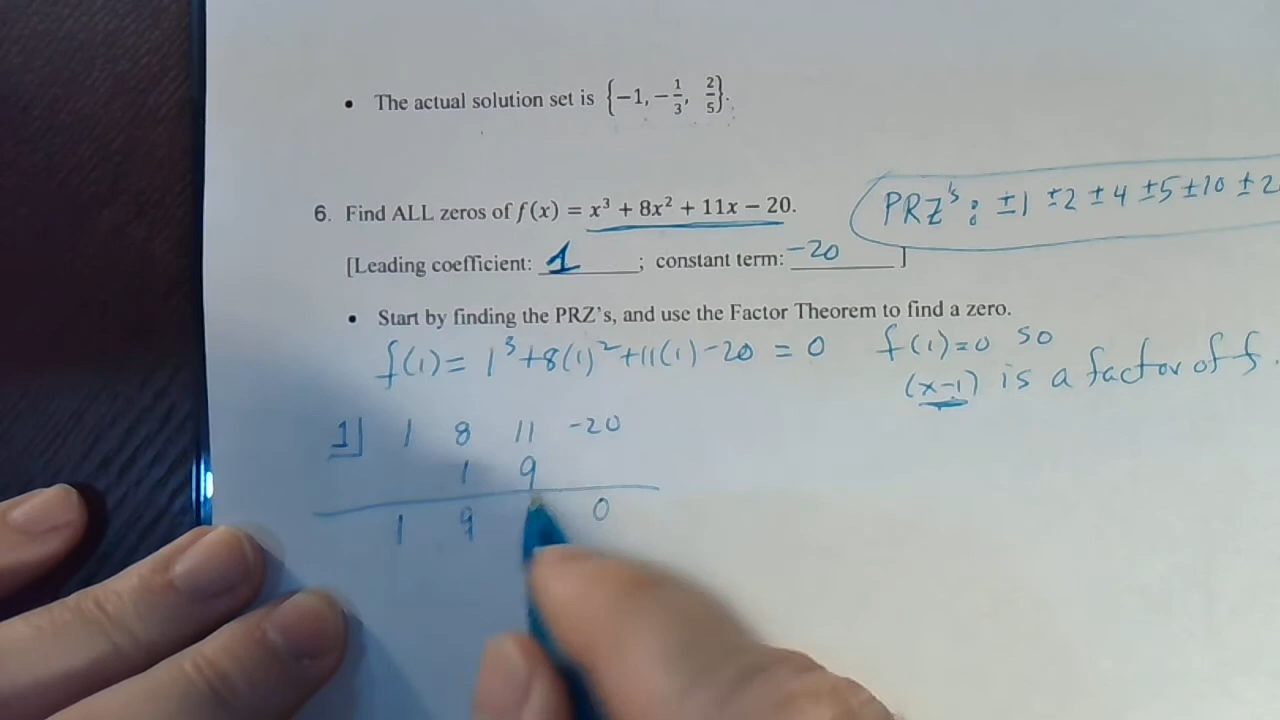 • The actual solution set is {−1, −1/3, 2/5}.
6. Find ALL zeros of f(x) = x³ + 8x² + 11x − 20.
PRZ's: ±1 ±2 ±4 ±5 ±10 ±2
[Leading coefficient: 1 ; constant term: -20 ]
• Start by finding the PRZ's, and use the Factor Theorem to find a zero.
f(1) = 1³+8(1)²+11(1)-20 = 0
f(1)=0 so
(x-1) is a factor of f.
1| 1 8 11 -20
1 9
1 9 0